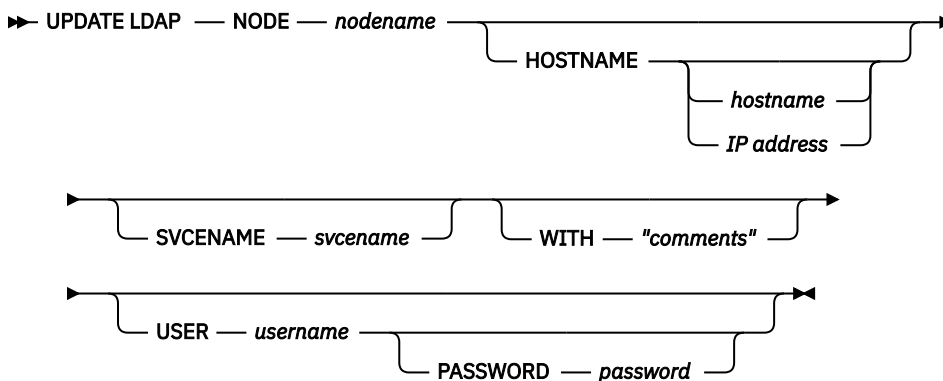 UPDATE LDAP NODE nodename
HOSTNAME
hostname
IP address
SVCENAME svcename WITH "comments"
USER username
PASSWORD password